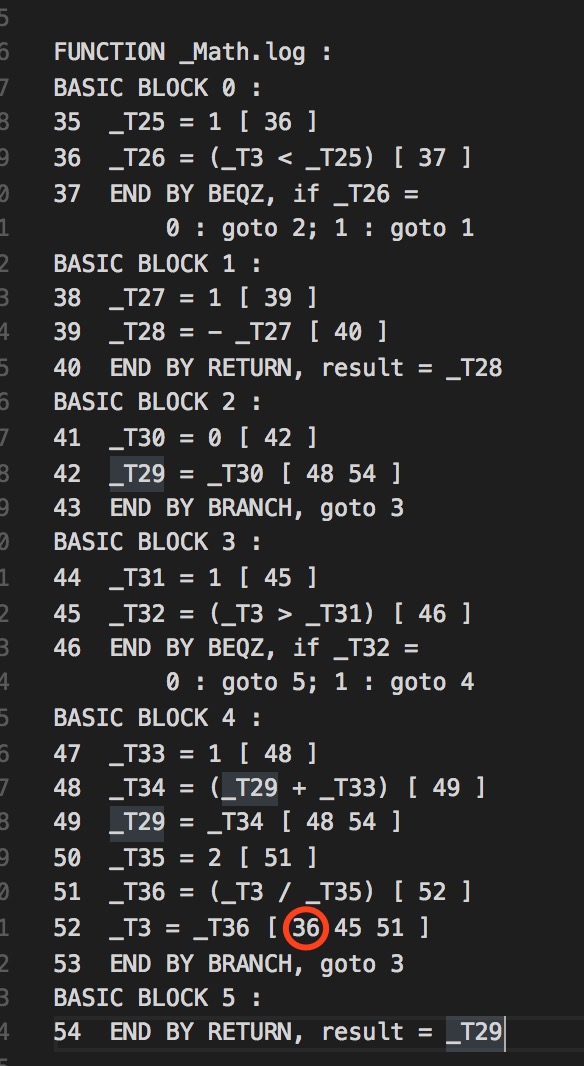 5
6 FUNCTION _Math.log :
7 BASIC BLOCK 0 :
8 35 _T25 = 1 [ 36 ]
9 36 _T26 = (_T3 < _T25) [ 37 ]
0 37 END BY BEQZ, if _T26 =
1 0 : goto 2; 1 : goto 1
2 BASIC BLOCK 1 :
3 38 _T27 = 1 [ 39 ]
4 39 _T28 = - _T27 [ 40 ]
5 40 END BY RETURN, result = _T28
6 BASIC BLOCK 2 :
7 41 _T30 = 0 [ 42 ]
8 42 _T29 = _T30 [ 48 54 ]
9 43 END BY BRANCH, goto 3
0 BASIC BLOCK 3 :
1 44 _T31 = 1 [ 45 ]
2 45 _T32 = (_T3 > _T31) [ 46 ]
3 46 END BY BEQZ, if _T32 =
4 0 : goto 5; 1 : goto 4
5 BASIC BLOCK 4 :
6 47 _T33 = 1 [ 48 ]
7 48 _T34 = (_T29 + _T33) [ 49 ]
8 49 _T29 = _T34 [ 48 54 ]
9 50 _T35 = 2 [ 51 ]
0 51 _T36 = (_T3 / _T35) [ 52 ]
1 52 _T3 = _T36 [ 36 45 51 ]
2 53 END BY BRANCH, goto 3
3 BASIC BLOCK 5 :
4 54 END BY RETURN, result = _T29